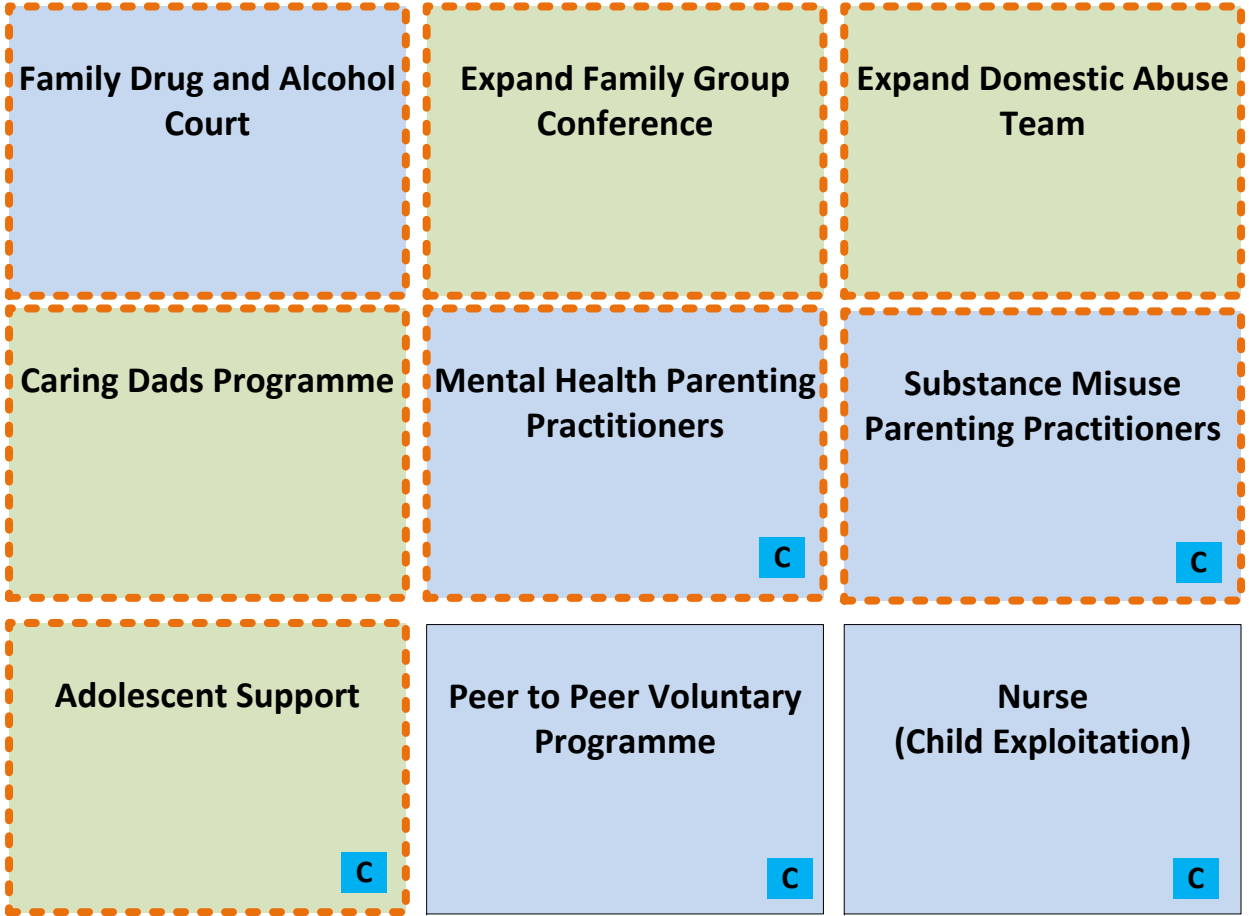 Family Drug and Alcohol
Court
Expand Family Group
Conference
Expand Domestic Abuse
Team
Caring Dads Programme
Mental Health Parenting
Practitioners
C
Substance Misuse
Parenting Practitioners
C
Adolescent Support
C
Peer to Peer Voluntary
Programme
C
Nurse
(Child Exploitation)
C